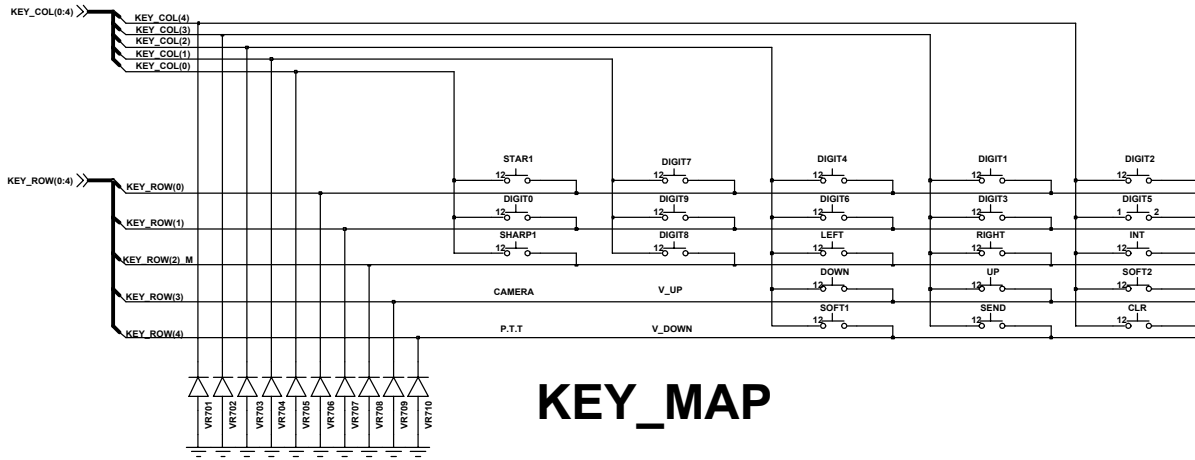 KEY_COL(0:4)
KEY_COL(4)
KEY_COL(3)
KEY_COL(2)
KEY_COL(1)
KEY_COL(0)
STAR1 DIGIT7 DIGIT4 DIGIT1 DIGIT2
KEY_ROW(0:4)
12 12 12 12 12
KEY_ROW(0)
DIGIT0 DIGIT9 DIGIT6 DIGIT3 DIGIT5
12 12 12 12 1 2
KEY_ROW(1)
SHARP1 DIGIT8 LEFT RIGHT INT
12 12 12 12 12
KEY_ROW(2)_M
DOWN UP SOFT2
CAMERA V_UP 12 12 12
KEY_ROW(3)
SOFT1 SEND CLR
12 12 12
KEY_ROW(4) P.T.T V_DOWN
VR701 VR702 VR703 VR704 VR705 VR706 VR707 VR708 VR709 VR710
KEY_MAP